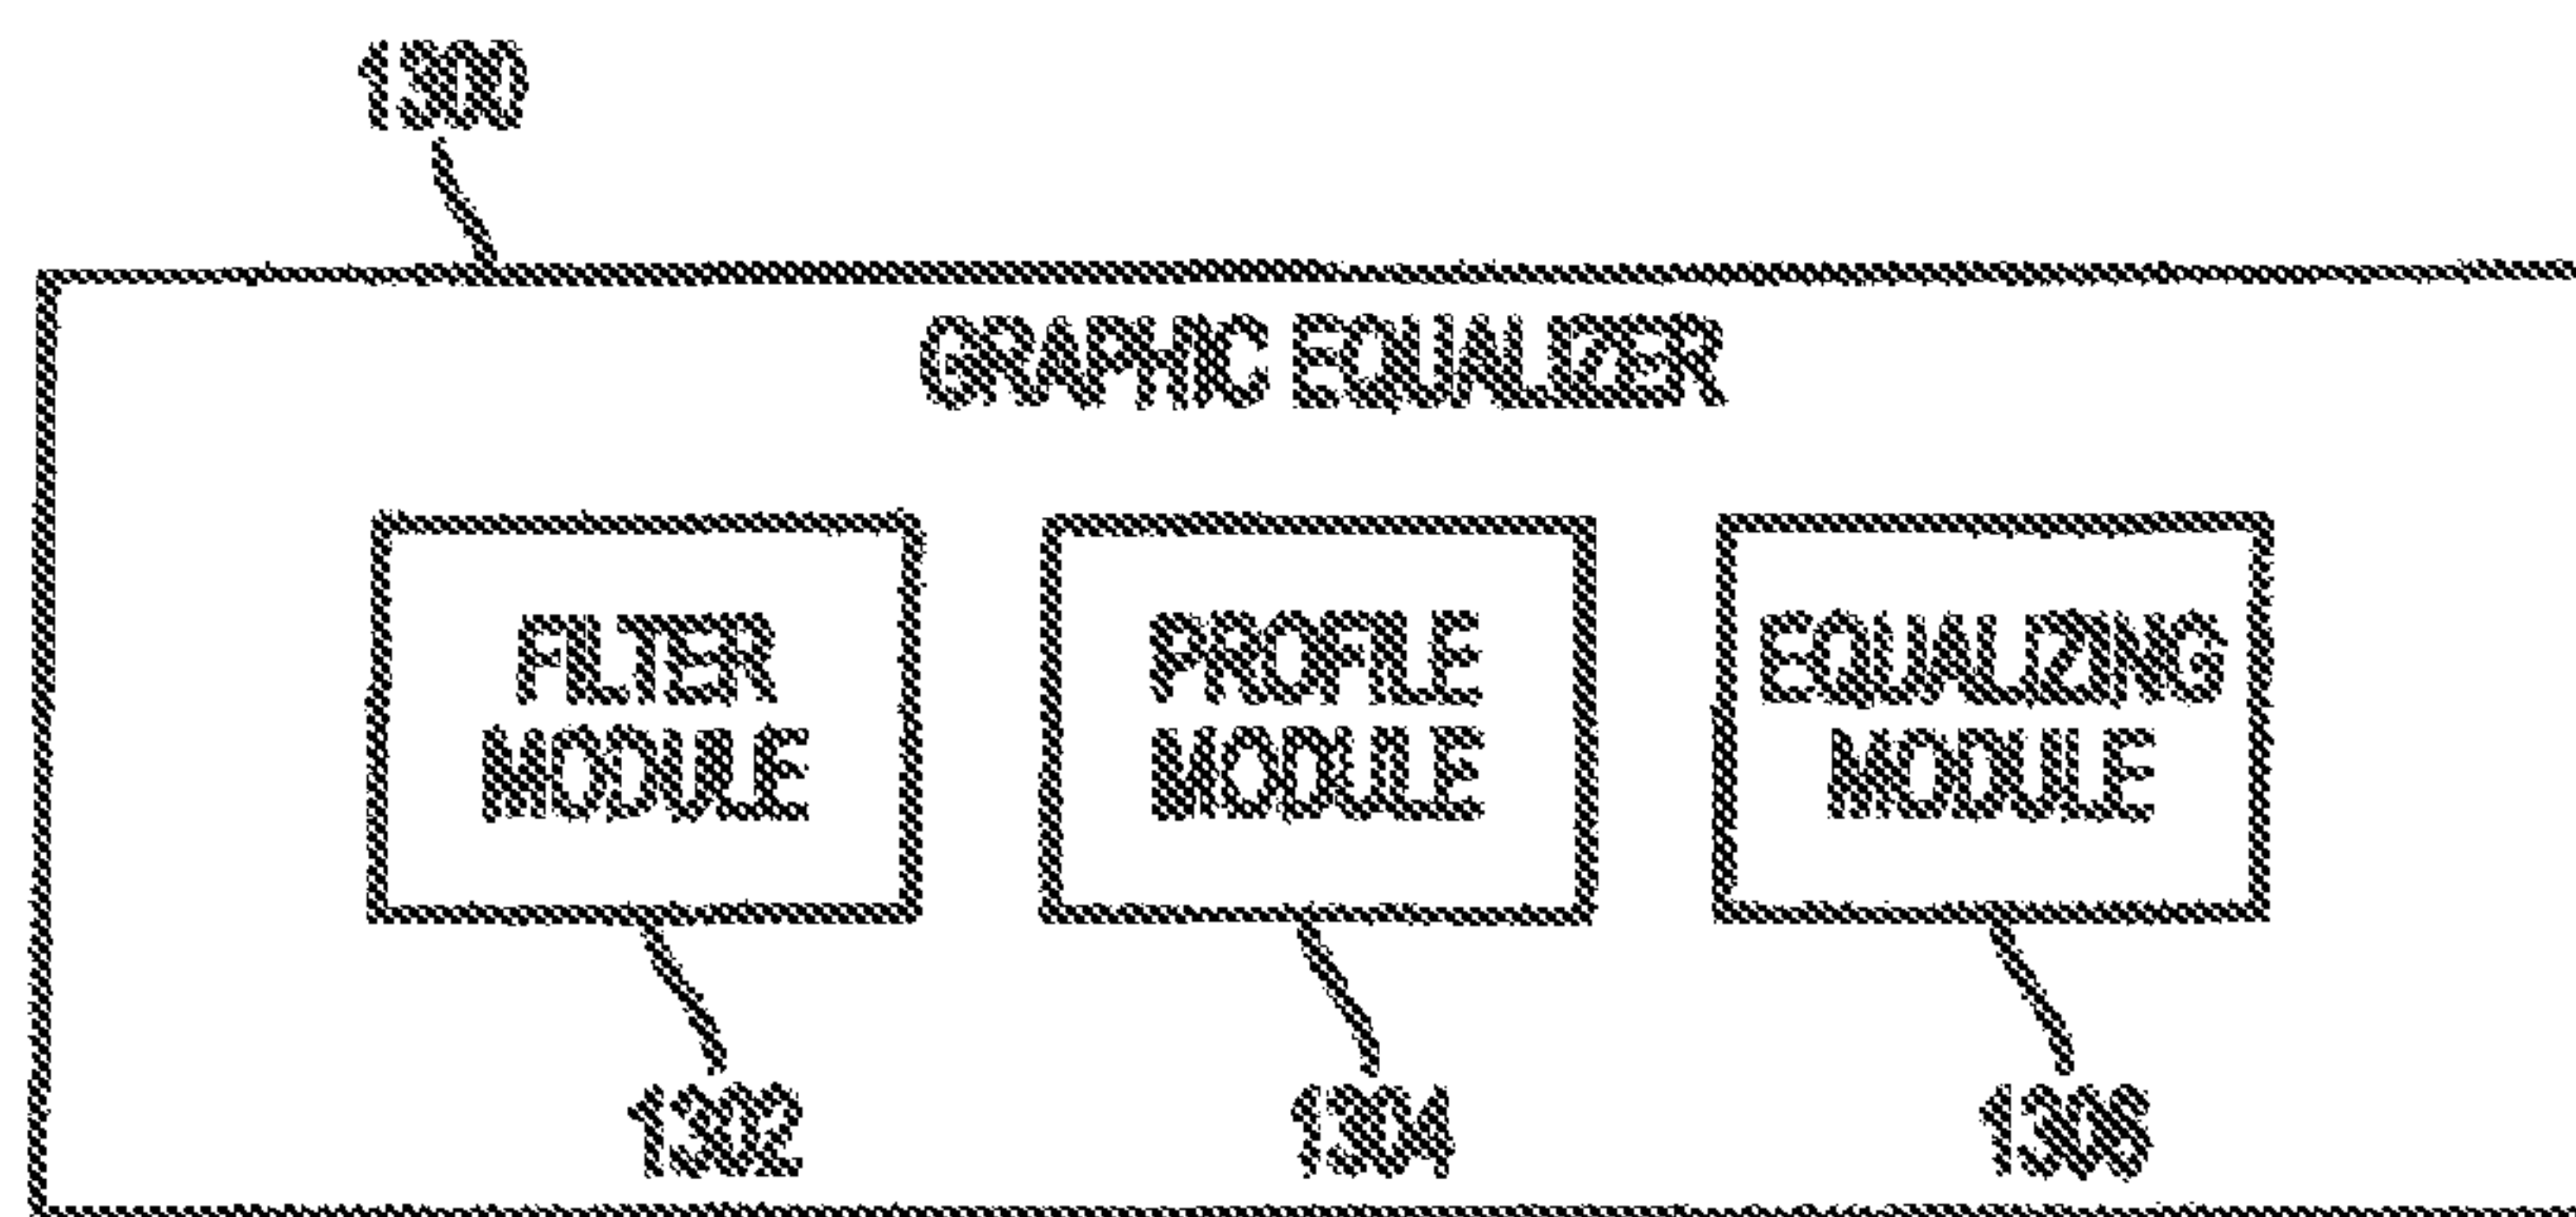 1300
GRAPHIC EQUALIZER
FILTER
MODULE
PROFILE
MODULE
EQUALIZING
MODULE
1302
1304
1306